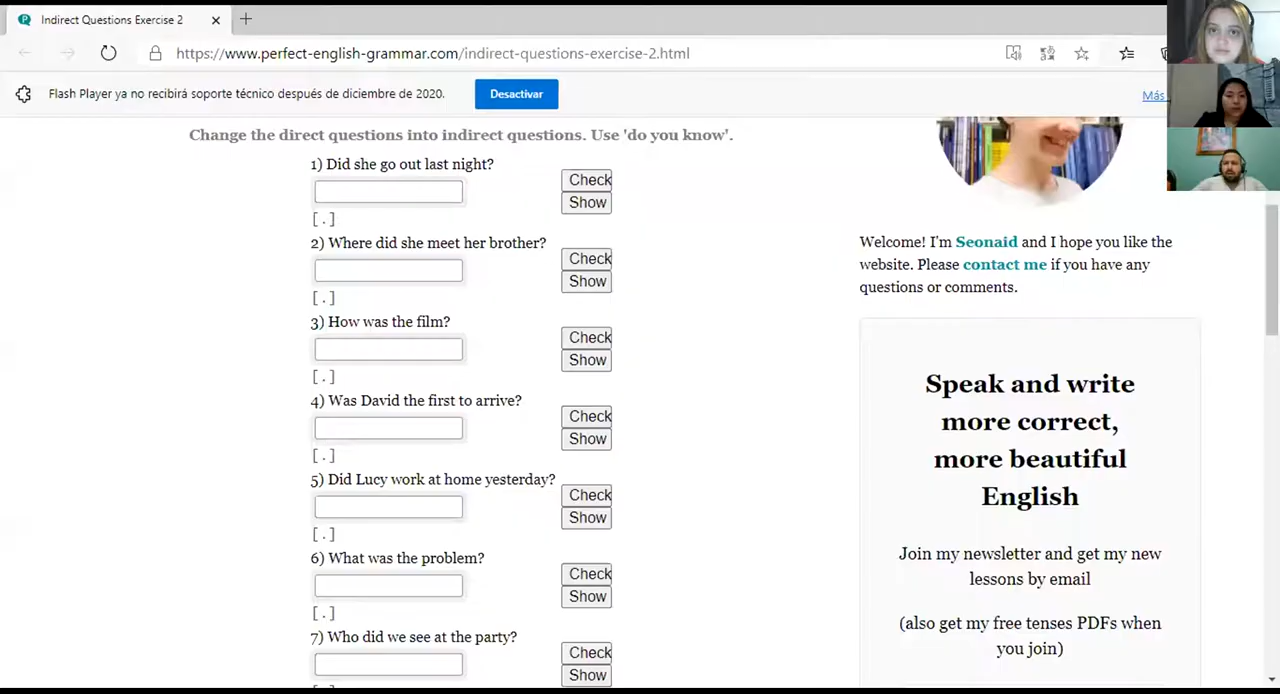 Indirect Questions Exercise 2
https://www.perfect-english-grammar.com/indirect-questions-exercise-2.html
Flash Player ya no recibirá soporte técnico después de diciembre de 2020.
Desactivar
Más
Change the direct questions into indirect questions. Use 'do you know'.
1) Did she go out last night?
Check
Show
[ . ]
2) Where did she meet her brother?
Check
Show
[ . ]
3) How was the film?
Check
Show
[ . ]
4) Was David the first to arrive?
Check
Show
[ . ]
5) Did Lucy work at home yesterday?
Check
Show
[ . ]
6) What was the problem?
Check
Show
[ . ]
7) Who did we see at the party?
Check
Show
Welcome! I'm Seonaid and I hope you like the
website. Please contact me if you have any
questions or comments.
Speak and write
more correct,
more beautiful
English
Join my newsletter and get my new
lessons by email
(also get my free tenses PDFs when
you join)